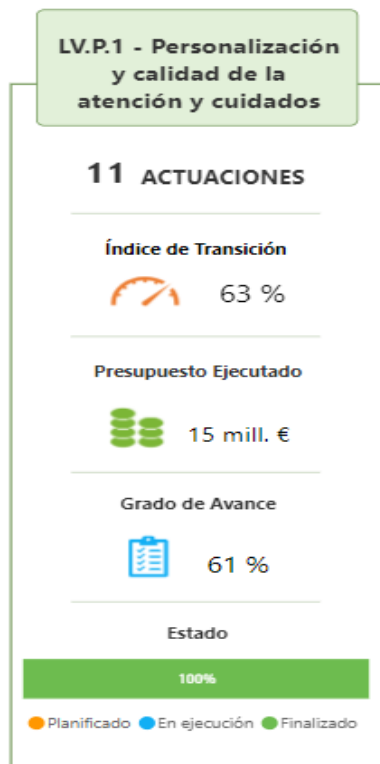 LV.P.1 - Personalización
y calidad de la
atención y cuidados
11 ACTUACIONES
Índice de Transición
63 %
Presupuesto Ejecutado
15 mill. €
Grado de Avance
61 %
Estado
100%
Planificado En ejecución Finalizado